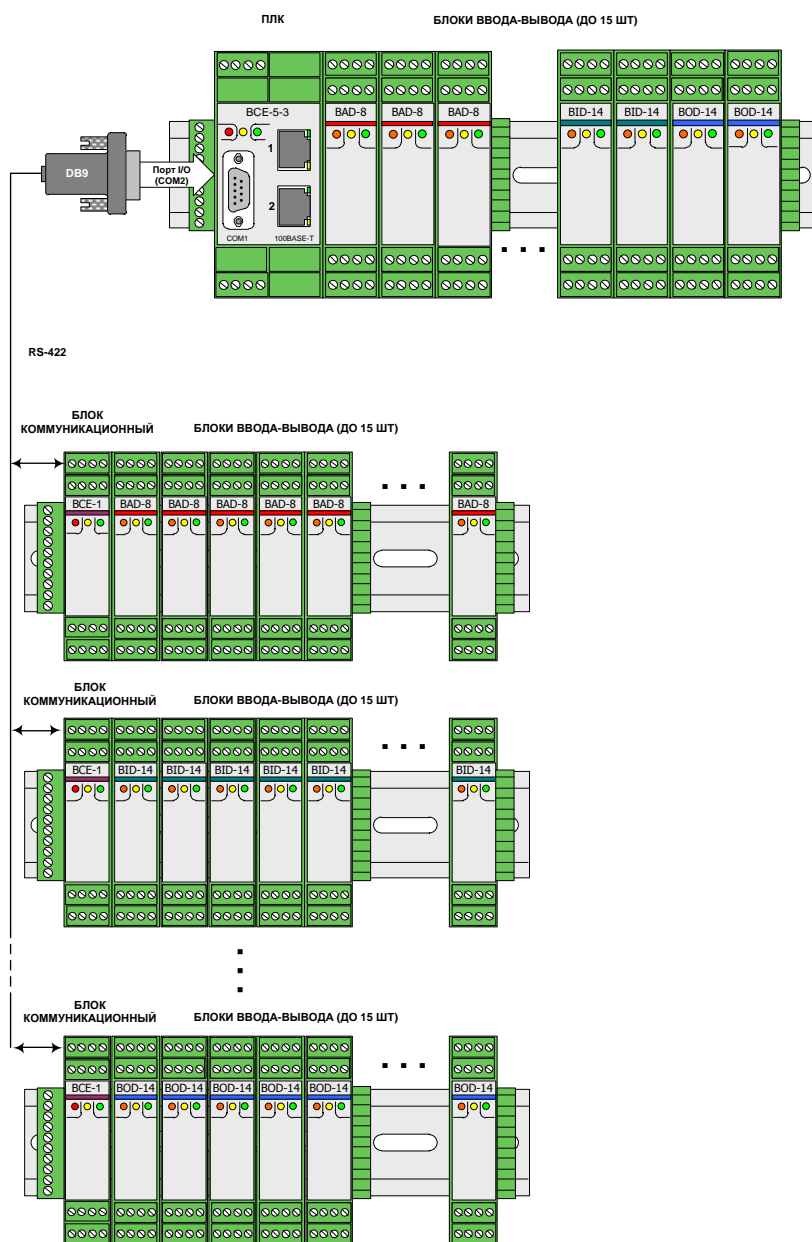 ПЛК
БЛОКИ ВВОДА-ВЫВОДА (ДО 15 ШТ)
BCE-5-3
BAD-8
BAD-8
BAD-8
BID-14
BID-14
BOD-14
BOD-14
DB9
Порт I/O
(COM2)
1
2
COM1
100BASE-T
RS-422
БЛОК
КОММУНИКАЦИОННЫЙ
БЛОКИ ВВОДА-ВЫВОДА (ДО 15 ШТ)
BCE-1
BAD-8
BAD-8
BAD-8
BAD-8
BAD-8
BAD-8
БЛОК
КОММУНИКАЦИОННЫЙ
БЛОКИ ВВОДА-ВЫВОДА (ДО 15 ШТ)
BCE-1
BID-14
BID-14
BID-14
BID-14
BID-14
BID-14
БЛОК
КОММУНИКАЦИОННЫЙ
БЛОКИ ВВОДА-ВЫВОДА (ДО 15 ШТ)
BCE-1
BOD-14
BOD-14
BOD-14
BOD-14
BOD-14
BOD-14